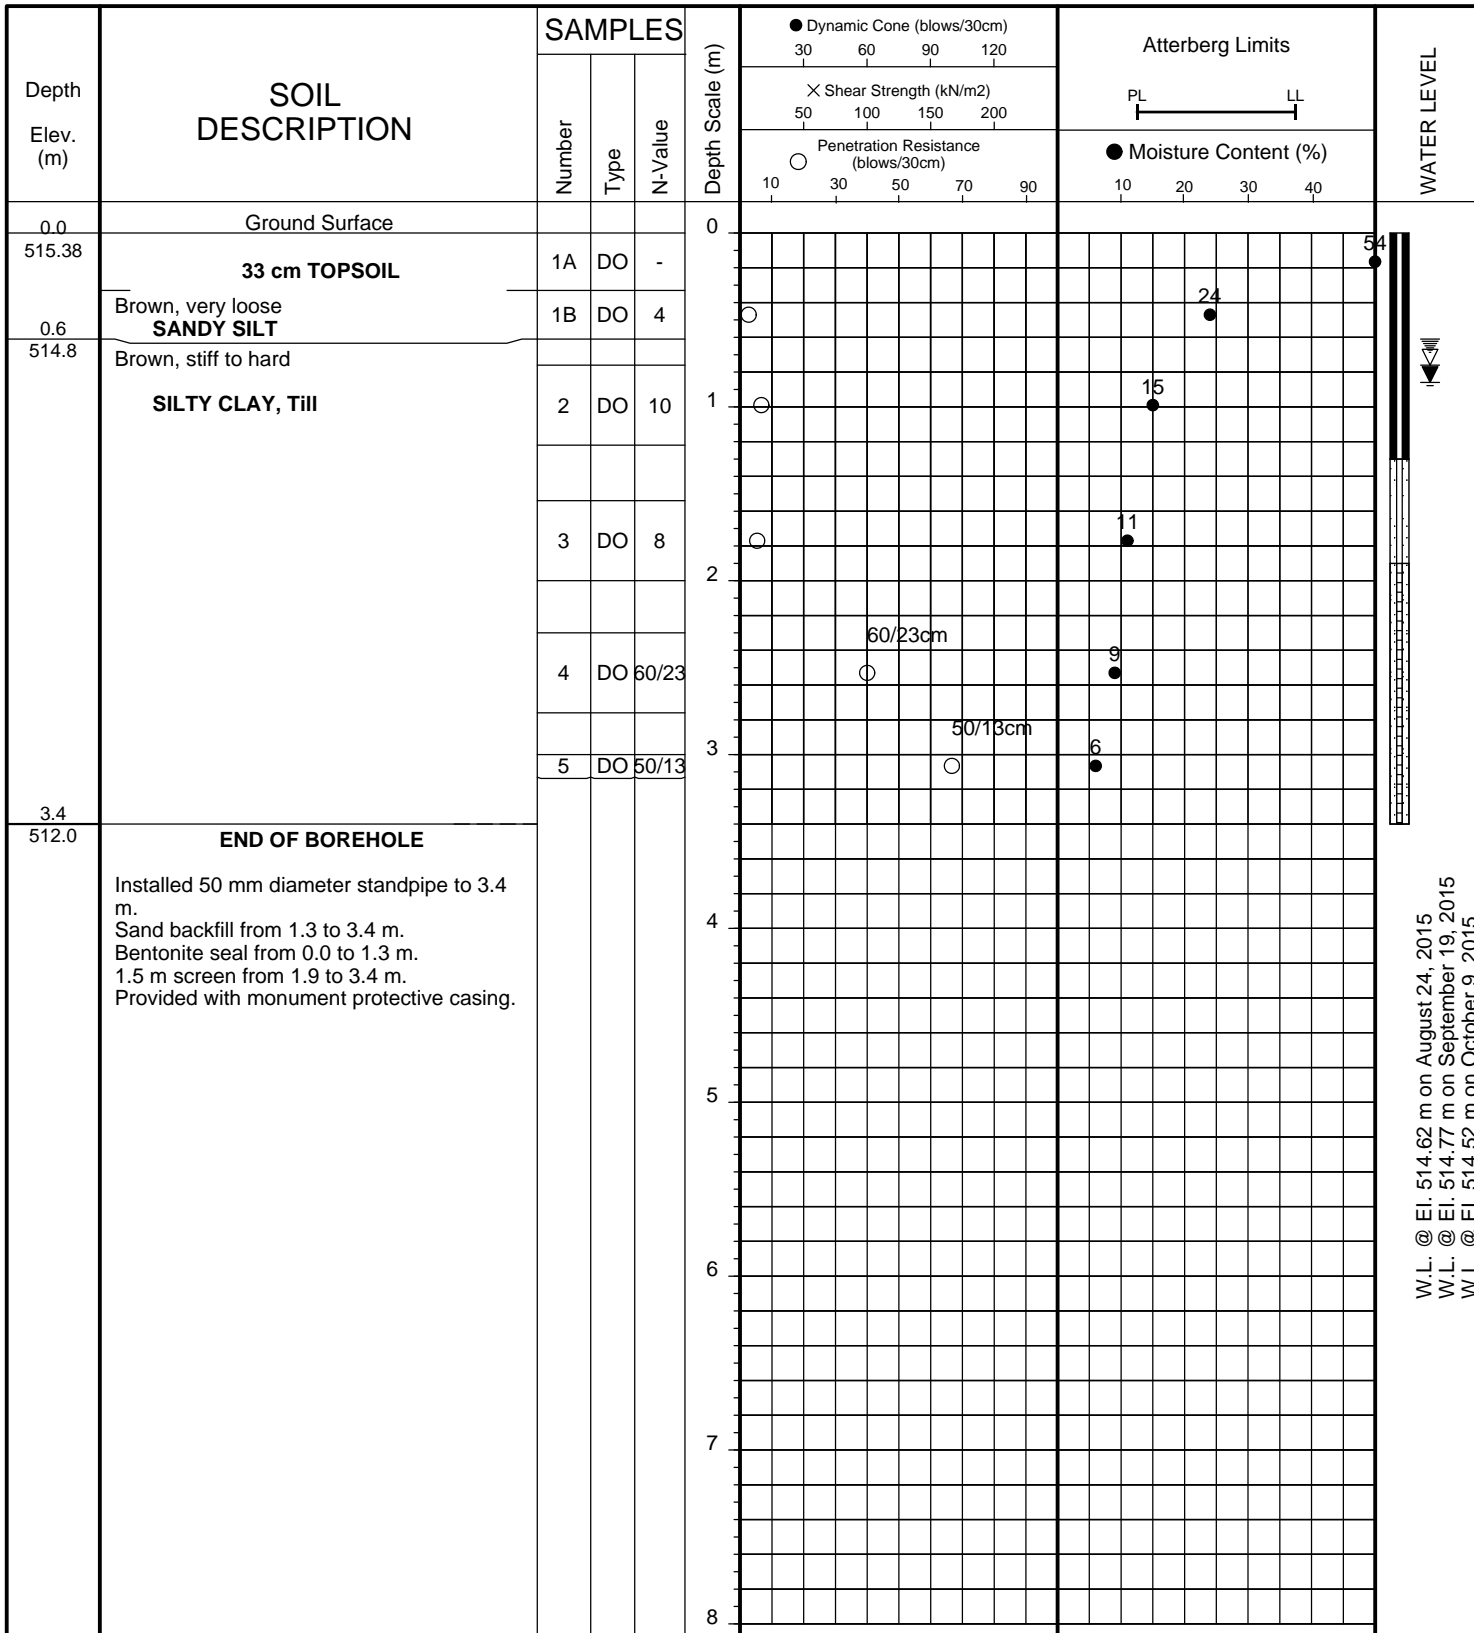 SAMPLES
Depth
Elev.
(m)
SOIL
DESCRIPTION
Number
Type
N-Value
Depth Scale (m)
Dynamic Cone (blows/30cm)
30 60 90 120
Shear Strength (kN/m2)
50 100 150 200
Penetration Resistance
(blows/30cm)
10 30 50 70 90
Atterberg Limits
PL LL
Moisture Content (%)
10 20 30 40
WATER LEVEL
0.0 Ground Surface 0
515.38
33 cm TOPSOIL 1A DO - 54
Brown, very loose 1B DO 4 24
0.6 SANDY SILT
514.8
Brown, stiff to hard
SILTY CLAY, Till 2 DO 10 1 15
3 DO 8 11
2
60/23cm
4 DO 60/23 9
50/13cm
3
5 DO 50/13 6
3.4
512.0
END OF BOREHOLE
Installed 50 mm diameter standpipe to 3.4
m.
Sand backfill from 1.3 to 3.4 m.
Bentonite seal from 0.0 to 1.3 m.
1.5 m screen from 1.9 to 3.4 m.
Provided with monument protective casing.
4
5
6
7
8
W.L. @ El. 514.62 m on August 24, 2015
W.L. @ El. 514.77 m on September 19, 2015
W.L. @ El. 514.52 m on October 9, 2015